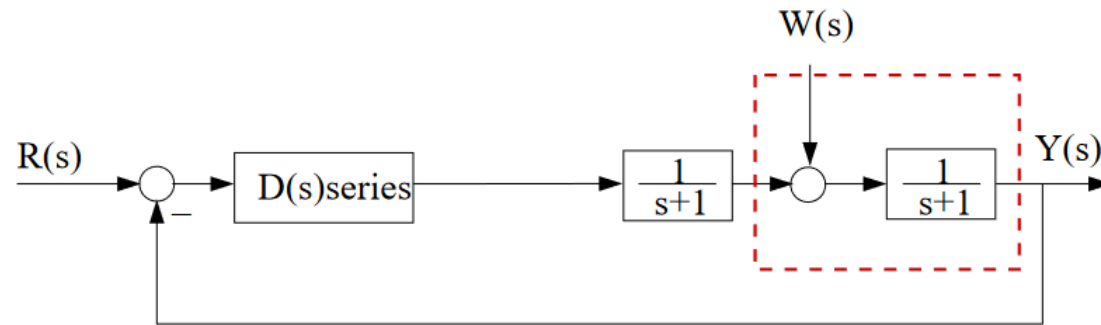 W(s)
R(s)
D(s)series
1
s+1
1
s+1
Y(s)
–